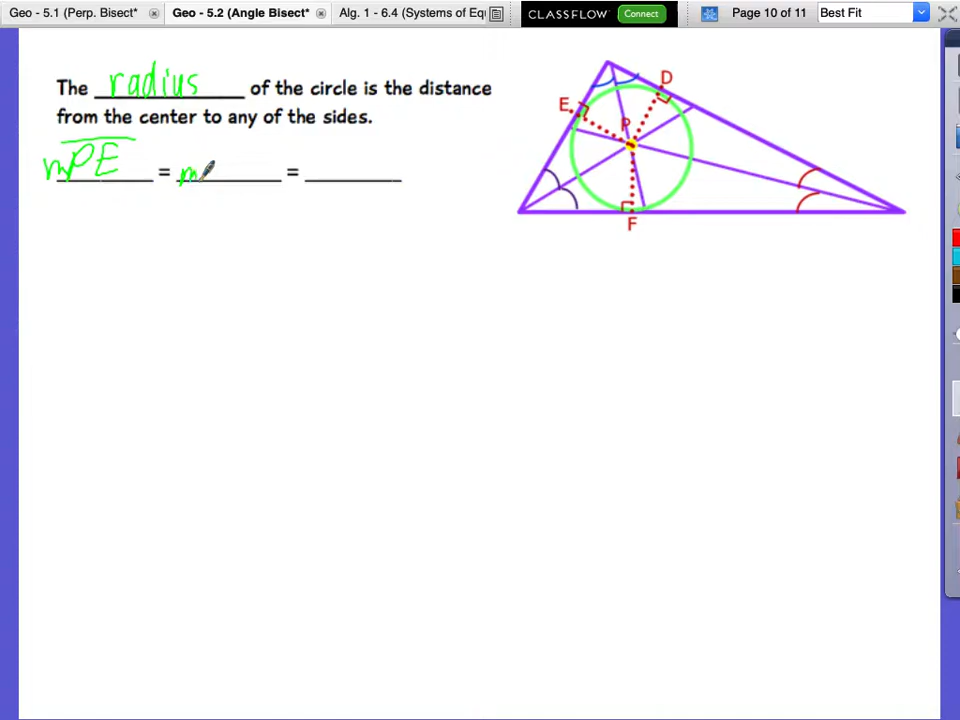 Geo - 5.1 (Perp. Bisect* Geo - 5.2 (Angle Bisect)* Alg. 1 - 6.4 (Systems of Equ CLASSFLOW Connect Page 10 of 11 Best Fit
The radius of the circle is the distance
from the center to any of the sides.
mPE = m =
D
E
P
F